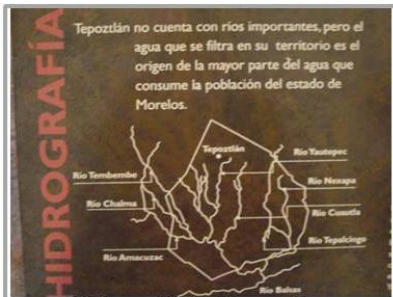 HIDROGRAFÍA
Tepoztlán no cuenta con ríos importantes, pero el
agua que se filtra en su territorio es el
origen de la mayor parte del agua que
consume la población del estado de
Morelos.
Tepoztlán
Río Yautepec
Río Tembembe
Río Nexapa
Río Chalma
Río Cuautla
Río Tepalcingo
Río Amacuzac
Río Balsas